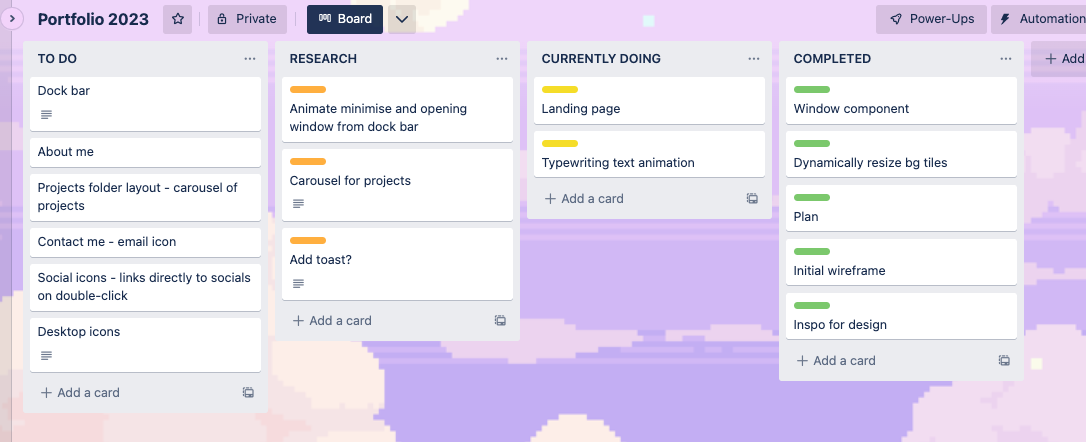 Portfolio 2023
Private
Board
Power-Ups
Automation
TO DO
Dock bar
About me
Projects folder layout - carousel of
projects
Contact me - email icon
Social icons - links directly to socials
on double-click
Desktop icons
+ Add a card
RESEARCH
Animate minimise and opening
window from dock bar
Carousel for projects
Add toast?
+ Add a card
CURRENTLY DOING
Landing page
Typewriting text animation
+ Add a card
COMPLETED
Window component
Dynamically resize bg tiles
Plan
Initial wireframe
Inspo for design
+ Add a card
+ Add